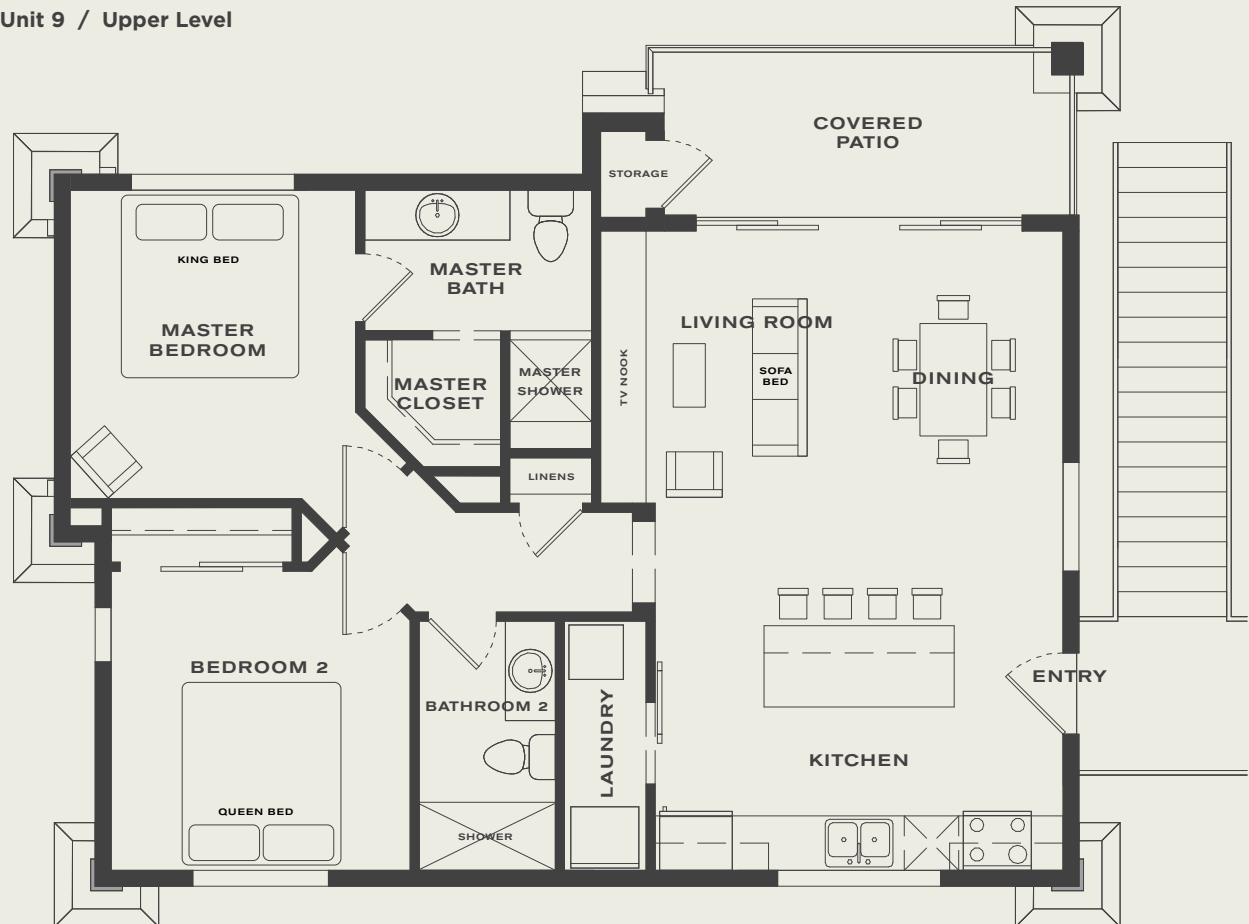 Unit 9 / Upper Level
COVERED
PATIO
STORAGE
KING BED
MASTER
BATH
MASTER
BEDROOM
LIVING ROOM
MASTER
CLOSET
MASTER
SHOWER
TV NOOK
SOFA
BED
DINING
LINENS
BEDROOM 2
ENTRY
BATHROOM 2
LAUNDRY
KITCHEN
QUEEN BED
SHOWER